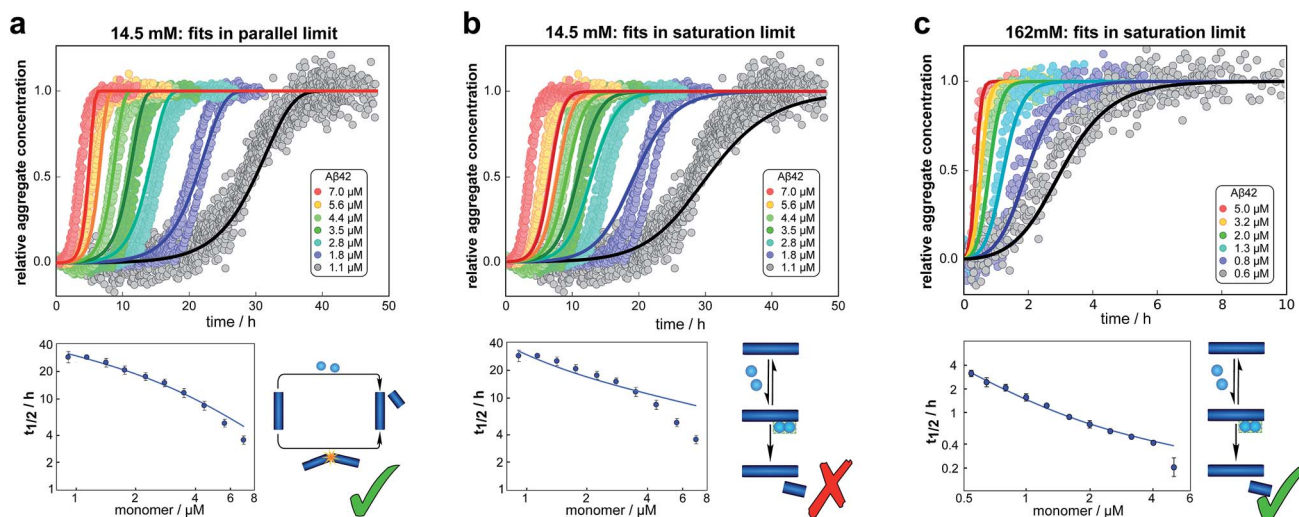 a
14.5 mM: fits in parallel limit
relative aggregate concentration
1.0
0.5
0.0
Aβ42
7.0 μM
5.6 μM
4.4 μM
3.5 μM
2.8 μM
1.8 μM
1.1 μM
0 10 20 30 40 50
time / h
t1/2 / h
40
20
10
4
2
1
1 2 4 6 8
monomer / μM
b
14.5 mM: fits in saturation limit
relative aggregate concentration
1.0
0.5
0.0
Aβ42
7.0 μM
5.6 μM
4.4 μM
3.5 μM
2.8 μM
1.8 μM
1.1 μM
0 10 20 30 40 50
time / h
t1/2 / h
40
20
10
4
2
1
1 2 4 6 8
monomer / μM
c
162mM: fits in saturation limit
relative aggregate concentration
1.0
0.5
0.0
Aβ42
5.0 μM
3.2 μM
2.0 μM
1.3 μM
0.8 μM
0.6 μM
0 2 4 6 8 10
time / h
t1/2 / h
4
2
1
0.4
0.2
0.5 1 2 4 6
monomer / μM